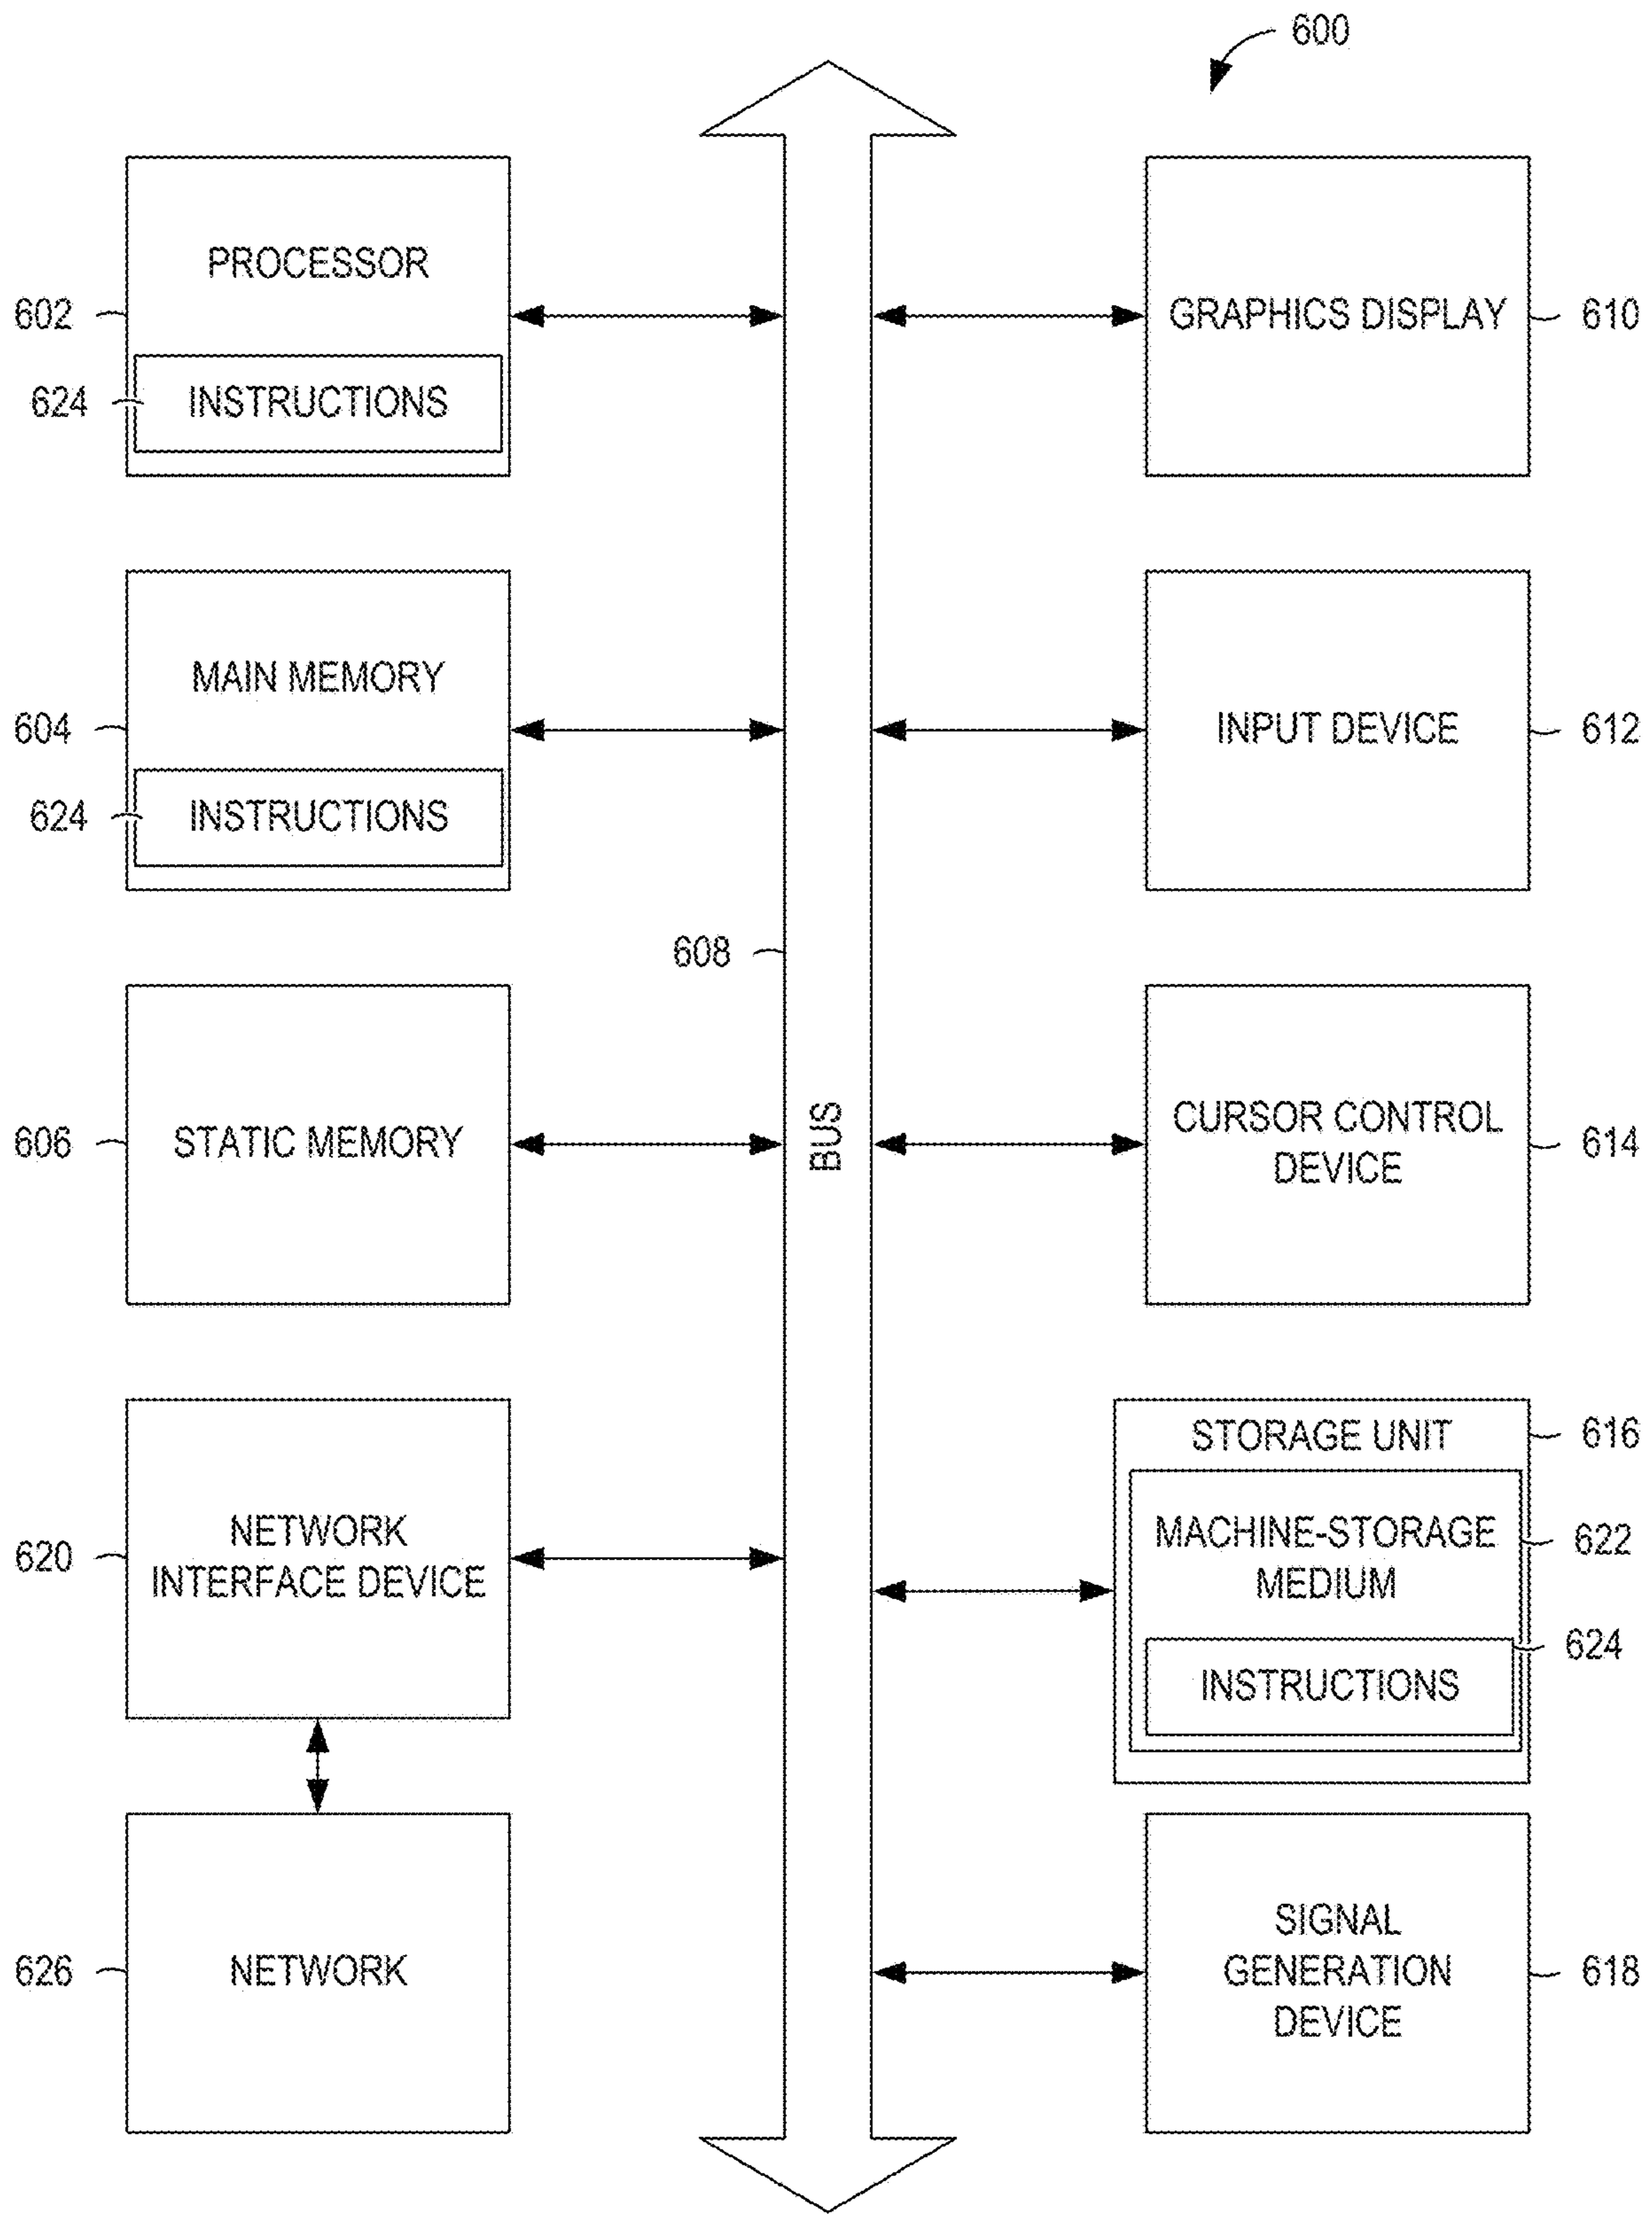 600
PROCESSOR
602
624
INSTRUCTIONS
GRAPHICS DISPLAY
610
MAIN MEMORY
604
624
INSTRUCTIONS
INPUT DEVICE
612
608
BUS
606
STATIC MEMORY
CURSOR CONTROL
DEVICE
614
620
NETWORK
INTERFACE DEVICE
STORAGE UNIT
616
MACHINE-STORAGE
MEDIUM
622
624
INSTRUCTIONS
626
NETWORK
SIGNAL
GENERATION
DEVICE
618